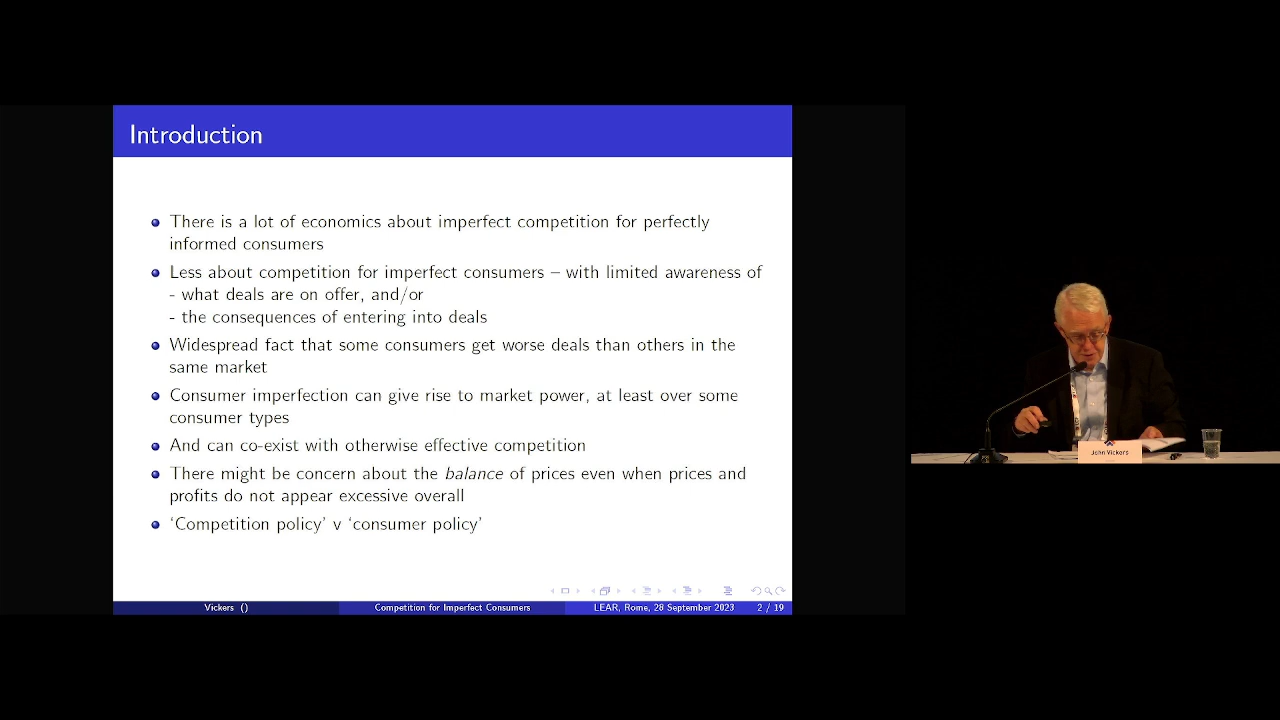 Introduction
There is a lot of economics about imperfect competition for perfectly
informed consumers
Less about competition for imperfect consumers – with limited awareness of
- what deals are on offer, and/or
- the consequences of entering into deals
Widespread fact that some consumers get worse deals than others in the
same market
Consumer imperfection can give rise to market power, at least over some
consumer types
And can co-exist with otherwise effective competition
There might be concern about the balance of prices even when prices and
profits do not appear excessive overall
‘Competition policy’ v ‘consumer policy’
Vickers ()
Competition for Imperfect Consumers
LEAR, Rome, 28 September 2023
2 / 19
John Vickers